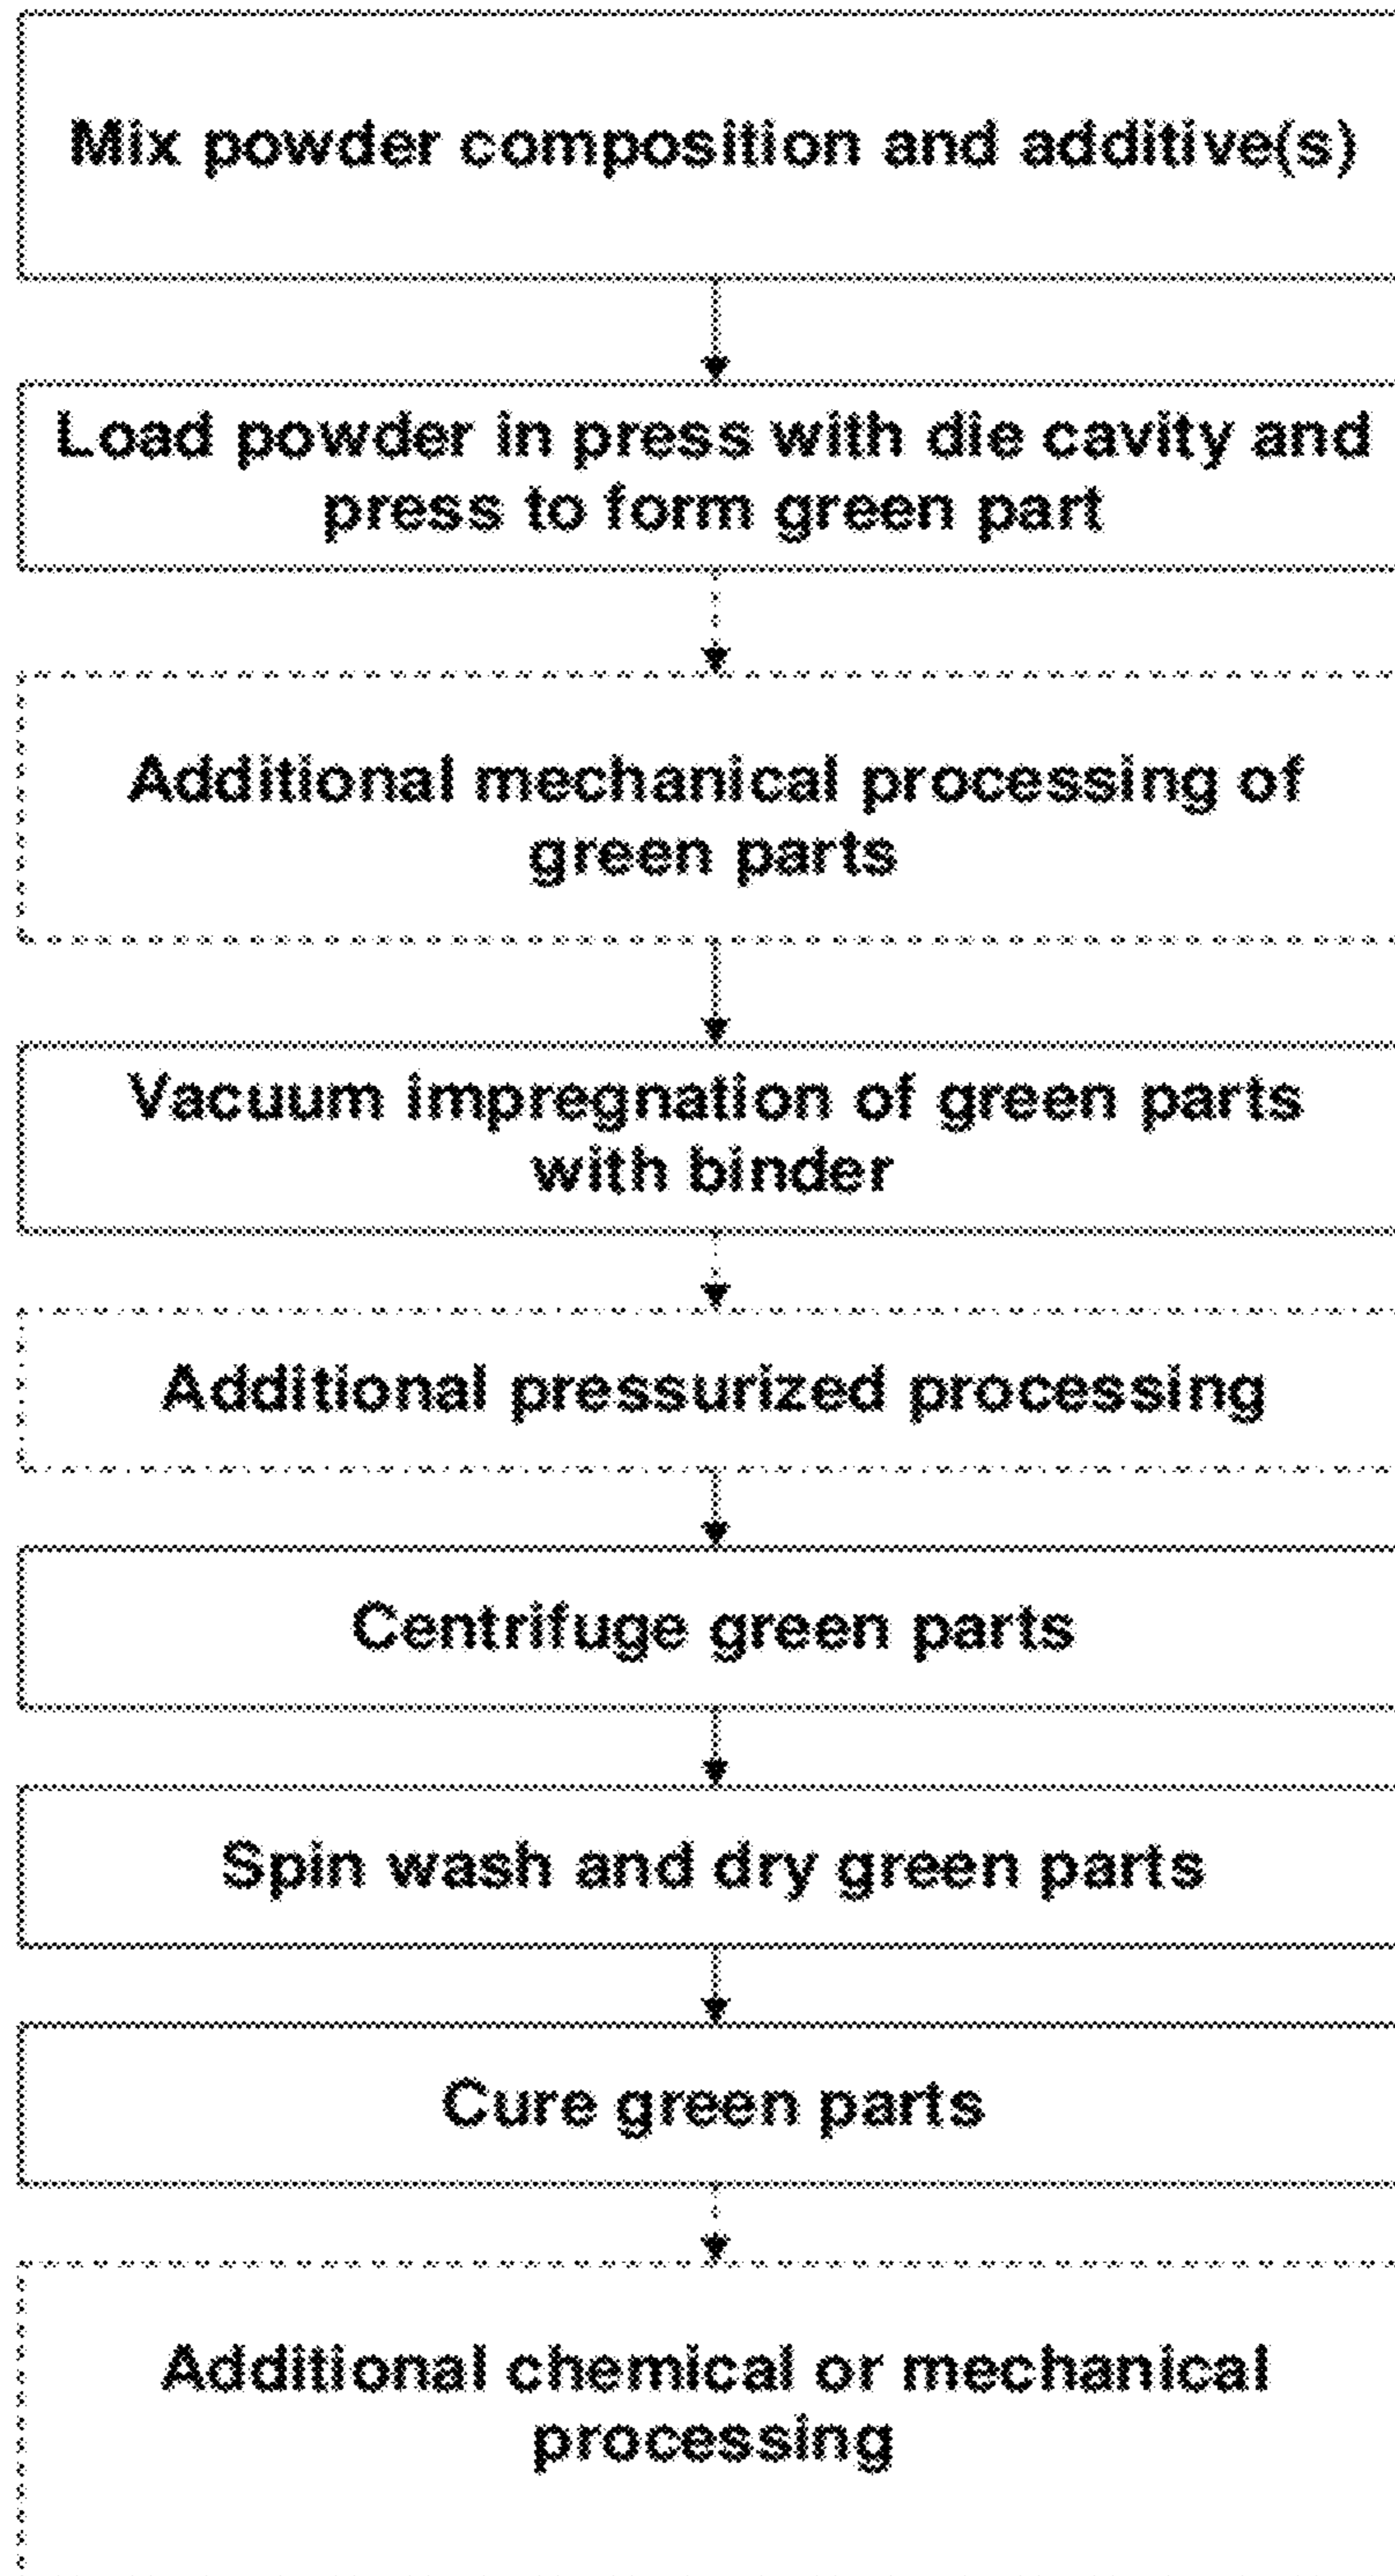 Mix powder composition and additive(s)
Load powder in press with die cavity and
press to form green part
Additional mechanical processing of
green parts
Vacuum impregnation of green parts
with binder
Additional pressurized processing
Centrifuge green parts
Spin wash and dry green parts
Cure green parts
Additional chemical or mechanical
processing